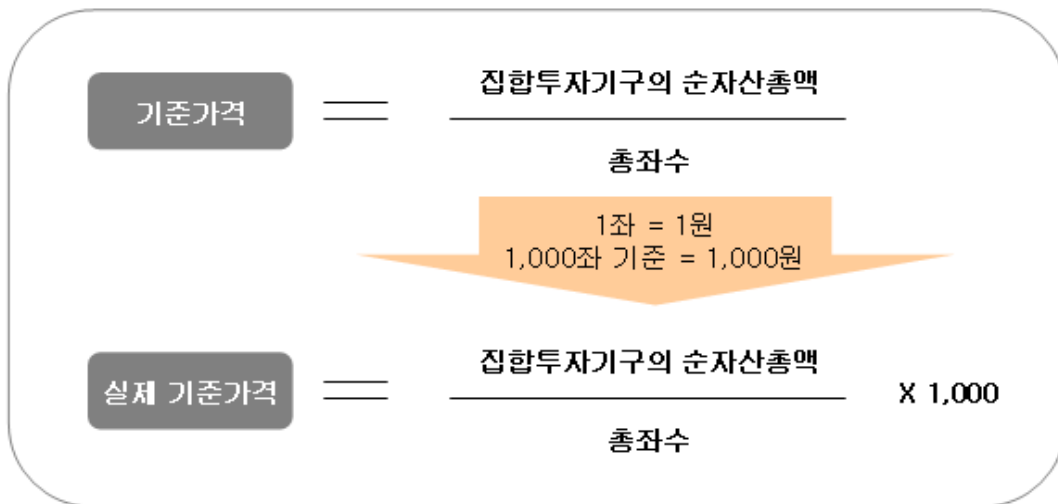 기준가격
집합투자기구의 순자산총액
총좌수
1좌 = 1원
1,000좌 기준 = 1,000원
실제 기준가격
집합투자기구의 순자산총액
총좌수
X 1,000